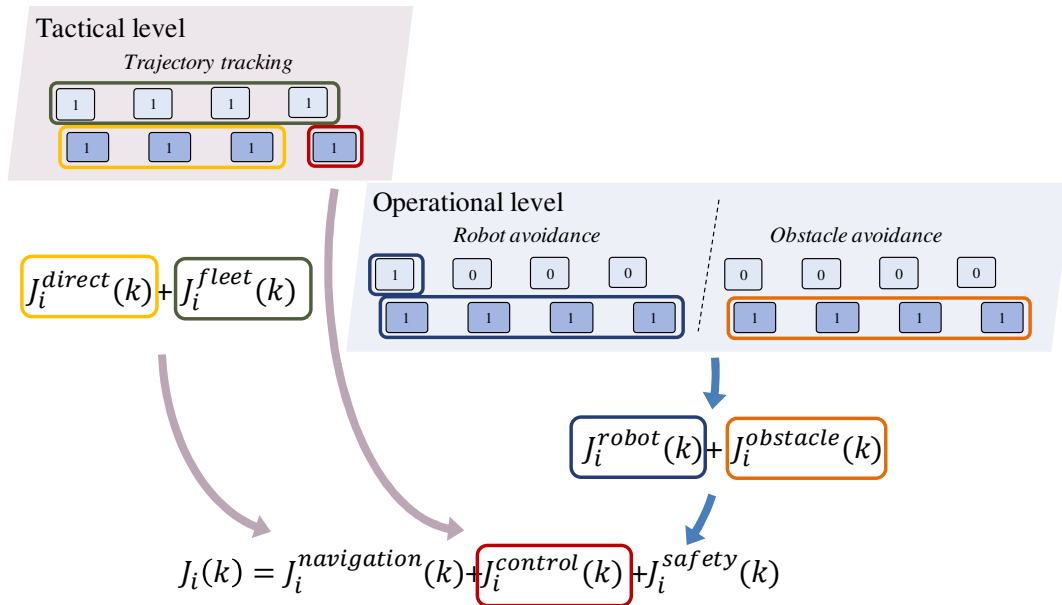 Tactical level
Trajectory tracking
1 1 1 1
1 1 1 1
Operational level
Robot avoidance
Obstacle avoidance
1 0 0 0
0 0 0 0
1 1 1 1
1 1 1 1
J_i^{direct}(k)+J_i^{fleet}(k)
J_i^{robot}(k)+J_i^{obstacle}(k)
J_i(k) = J_i^{navigation}(k)+J_i^{control}(k)+J_i^{safety}(k)